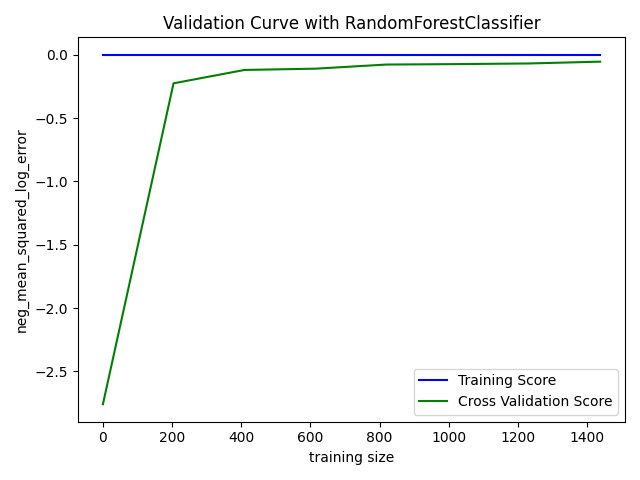 Validation Curve with RandomForestClassifier
0.0
−0.5
−1.0
−1.5
−2.0
−2.5
neg_mean_squared_log_error
Training Score
Cross Validation Score
0 200 400 600 800 1000 1200 1400
training size